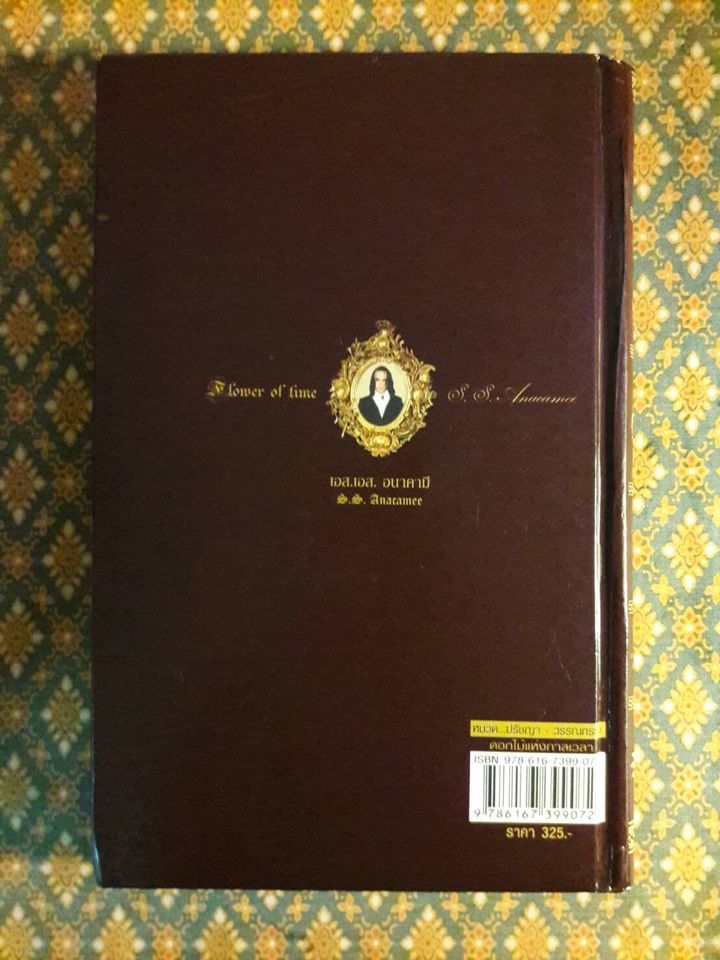 Flower of time S. S. Anacamee
เอส.เอส. อนาคามี
S.S. Anacamee
หมวด...ปรัชญา - วรรณกรรม
ดอกไม้แห่งกาลเวลา
ISBN 978-616-7399-07
9 786167 399072
ราคา 325.-